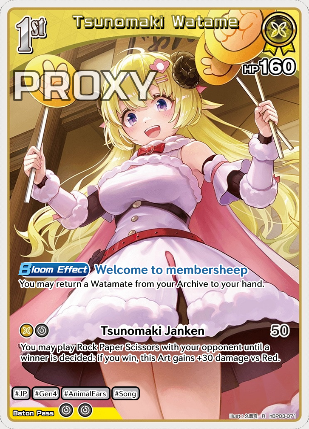 1st
Tsunomaki Watame
HP160
PROXY
Bloom Effect Welcome to membersheep
You may return a Watamate from your Archive to your hand.
Tsunomaki Janken 50
You may play Rock Paper Scissors with your opponent until a
winner is decided: If you win, this Art gains +30 damage vs Red.
#JP #Gen4 #AnimalEars #Song
Baton Pass